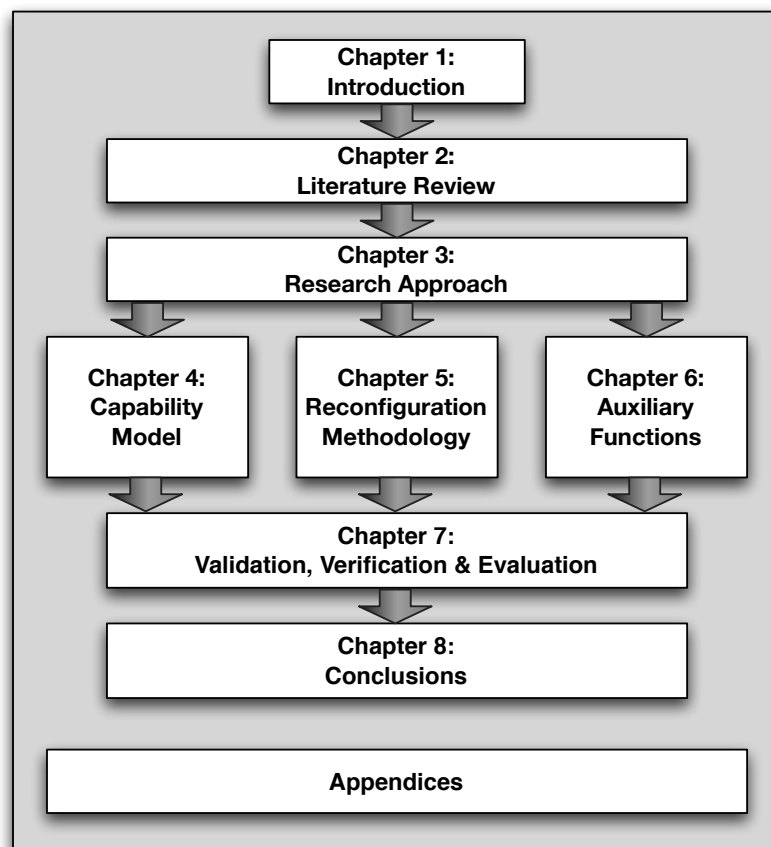 Chapter 1:
Introduction
Chapter 2:
Literature Review
Chapter 3:
Research Approach
Chapter 4:
Capability
Model
Chapter 5:
Reconfiguration
Methodology
Chapter 6:
Auxiliary
Functions
Chapter 7:
Validation, Verification & Evaluation
Chapter 8:
Conclusions
Appendices